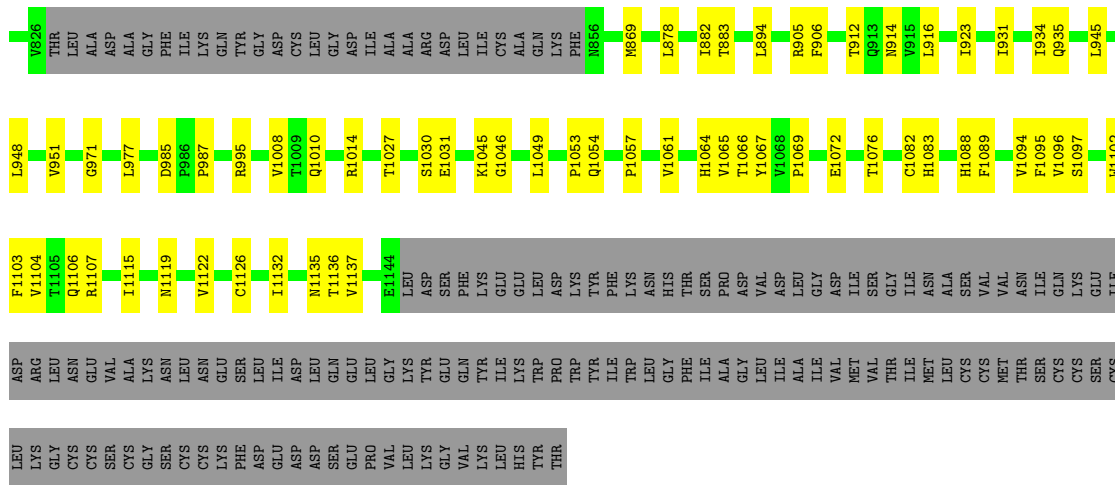 V826 THR LEU ALA ASP ALA GLY PHE ILE LYS GLN TYR GLY ASP CYS LEU GLY ASP ILE ALA ALA ARG ASP LEU ILE CYS ALA GLN LYS PHE N856 M869 L878 I882 T883 L894 R905 F906 T912 Q913 N914 V915 L916 I923 I931 I934 Q935 L945
L948 V951 G971 L977 D985 P986 P987 R995 V1008 T1009 Q1010 R1014 T1027 S1030 E1031 K1045 G1046 L1049 P1053 Q1054 P1057 V1061 H1064 V1065 T1066 Y1067 V1068 P1069 E1072 T1076 C1082 H1083 H1088 F1089 V1094 F1095 V1096 S1097 W1102
F1103 V1104 T1105 Q1106 R1107 I1115 N1119 V1122 C1126 I1132 N1135 T1136 V1137 E1144 LEU ASP SER PHE LYS GLU GLU LEU ASP LYS TYR PHE LYS ASN HIS THR SER PRO ASP VAL ASP LEU GLY ASP ILE SER GLY ILE ASN ALA SER VAL VAL ASN ILE GLN LYS GLU ILE
ASP ARG LEU ASN GLU VAL ALA LYS ASN LEU ASN GLU SER LEU ILE ASP LEU GLN GLU LEU GLY LYS TYR GLU GLN TYR ILE LYS TRP PRO TRP TYR ILE TRP LEU GLY PHE ILE ALA GLY LEU ILE ALA ILE VAL MET VAL THR ILE MET LEU CYS CYS MET THR SER CYS CYS SER CYS
LEU LYS GLY CYS CYS SER CYS GLY SER CYS CYS LYS PHE ASP GLU ASP ASP SER GLU PRO VAL LEU LYS GLY VAL LYS LEU HIS TYR THR